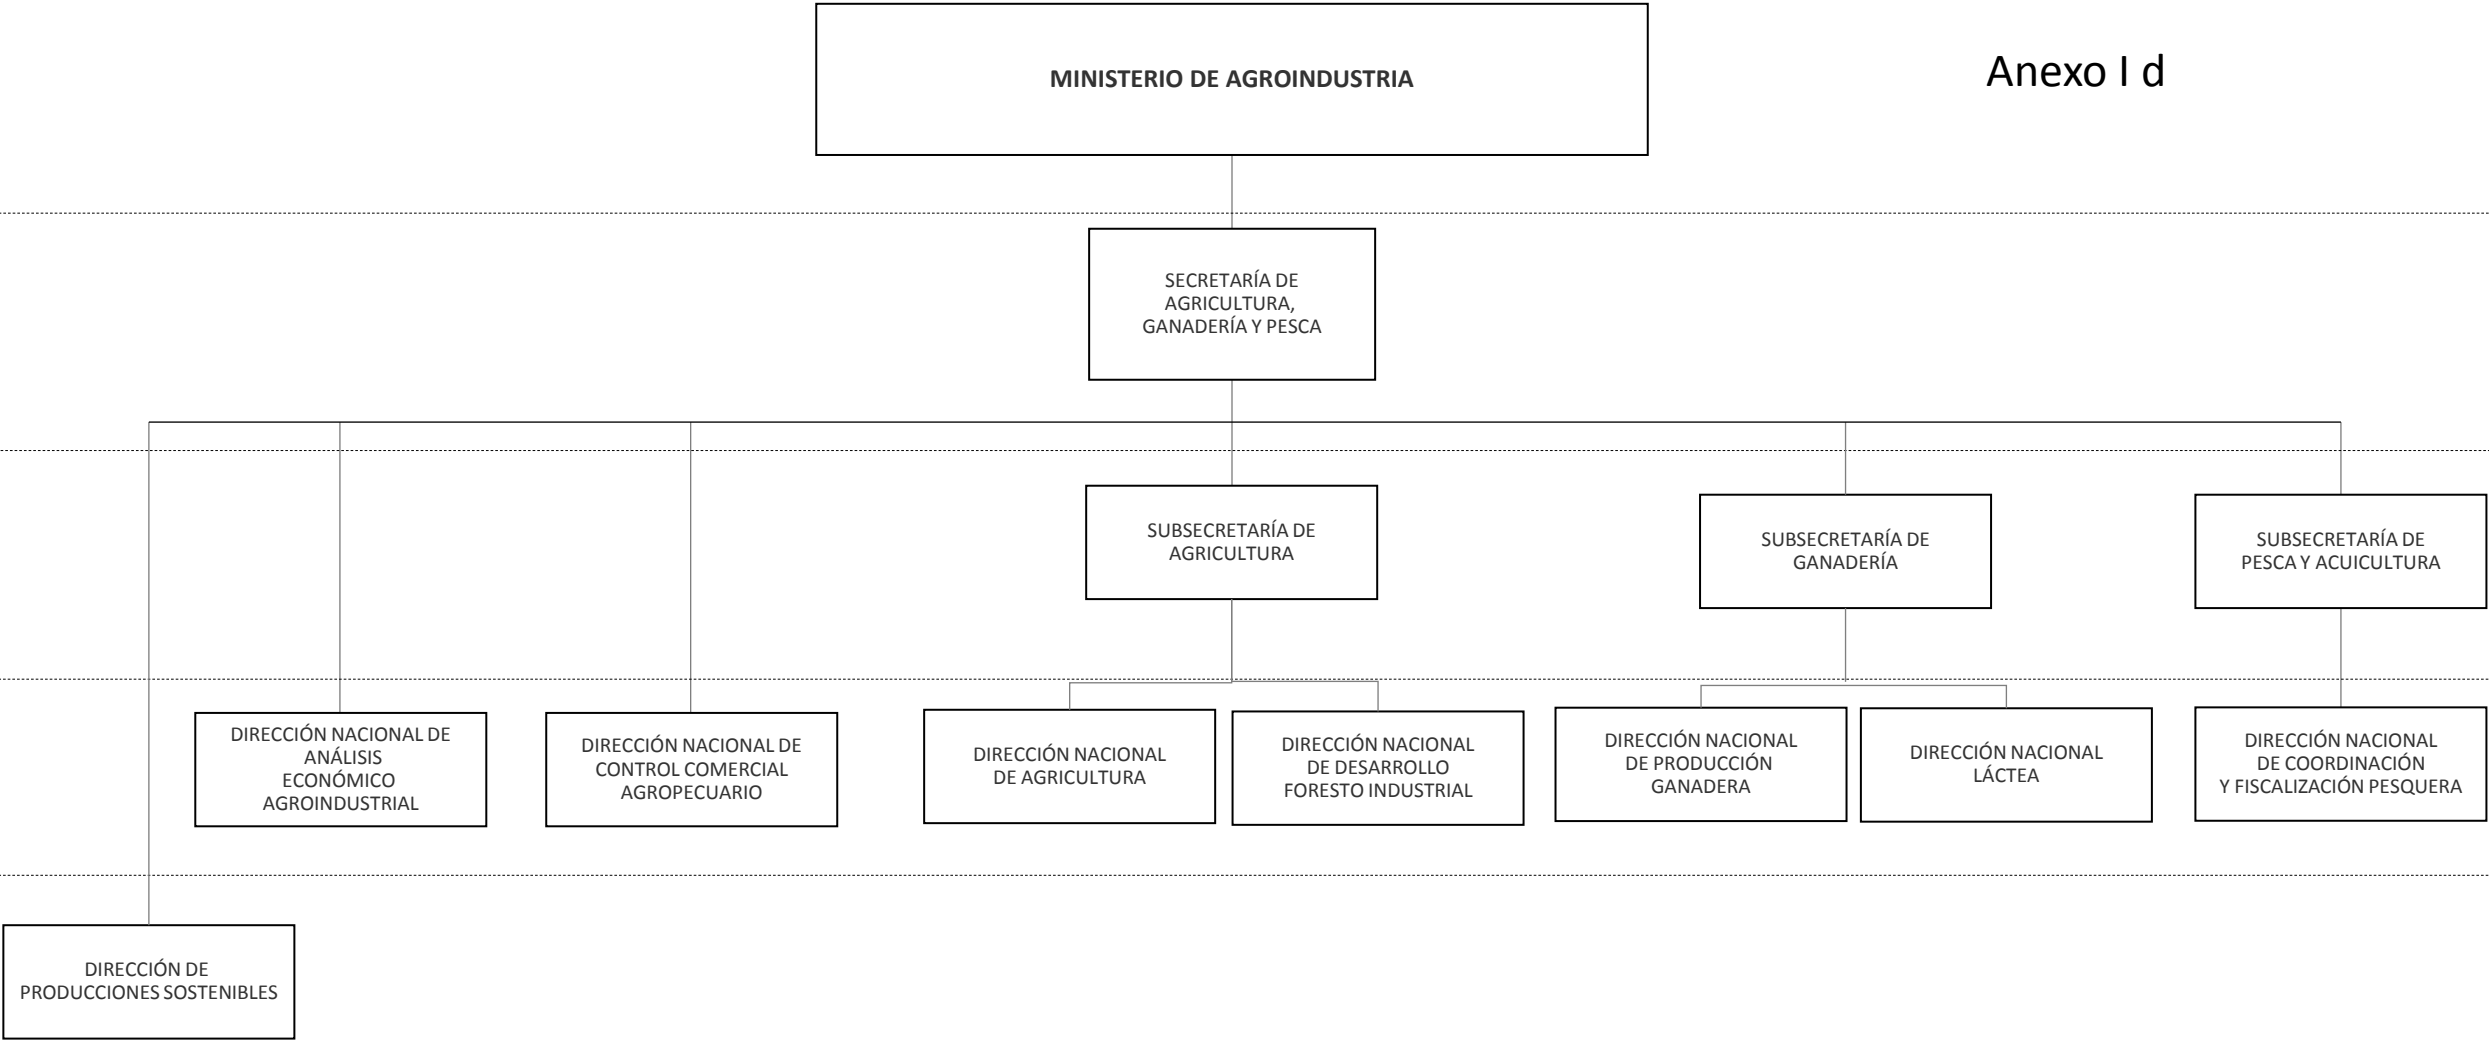 MINISTERIO DE AGROINDUSTRIA
Anexo I d
SECRETARÍA DE
AGRICULTURA,
GANADERÍA Y PESCA
SUBSECRETARÍA DE
AGRICULTURA
SUBSECRETARÍA DE
GANADERÍA
SUBSECRETARÍA DE
PESCA Y ACUICULTURA
DIRECCIÓN NACIONAL DE
ANÁLISIS
ECONÓMICO
AGROINDUSTRIAL
DIRECCIÓN NACIONAL DE
CONTROL COMERCIAL
AGROPECUARIO
DIRECCIÓN NACIONAL
DE AGRICULTURA
DIRECCIÓN NACIONAL
DE DESARROLLO
FORESTO INDUSTRIAL
DIRECCIÓN NACIONAL
DE PRODUCCIÓN
GANADERA
DIRECCIÓN NACIONAL
LÁCTEA
DIRECCIÓN NACIONAL
DE COORDINACIÓN
Y FISCALIZACIÓN PESQUERA
DIRECCIÓN DE
PRODUCCIONES SOSTENIBLES